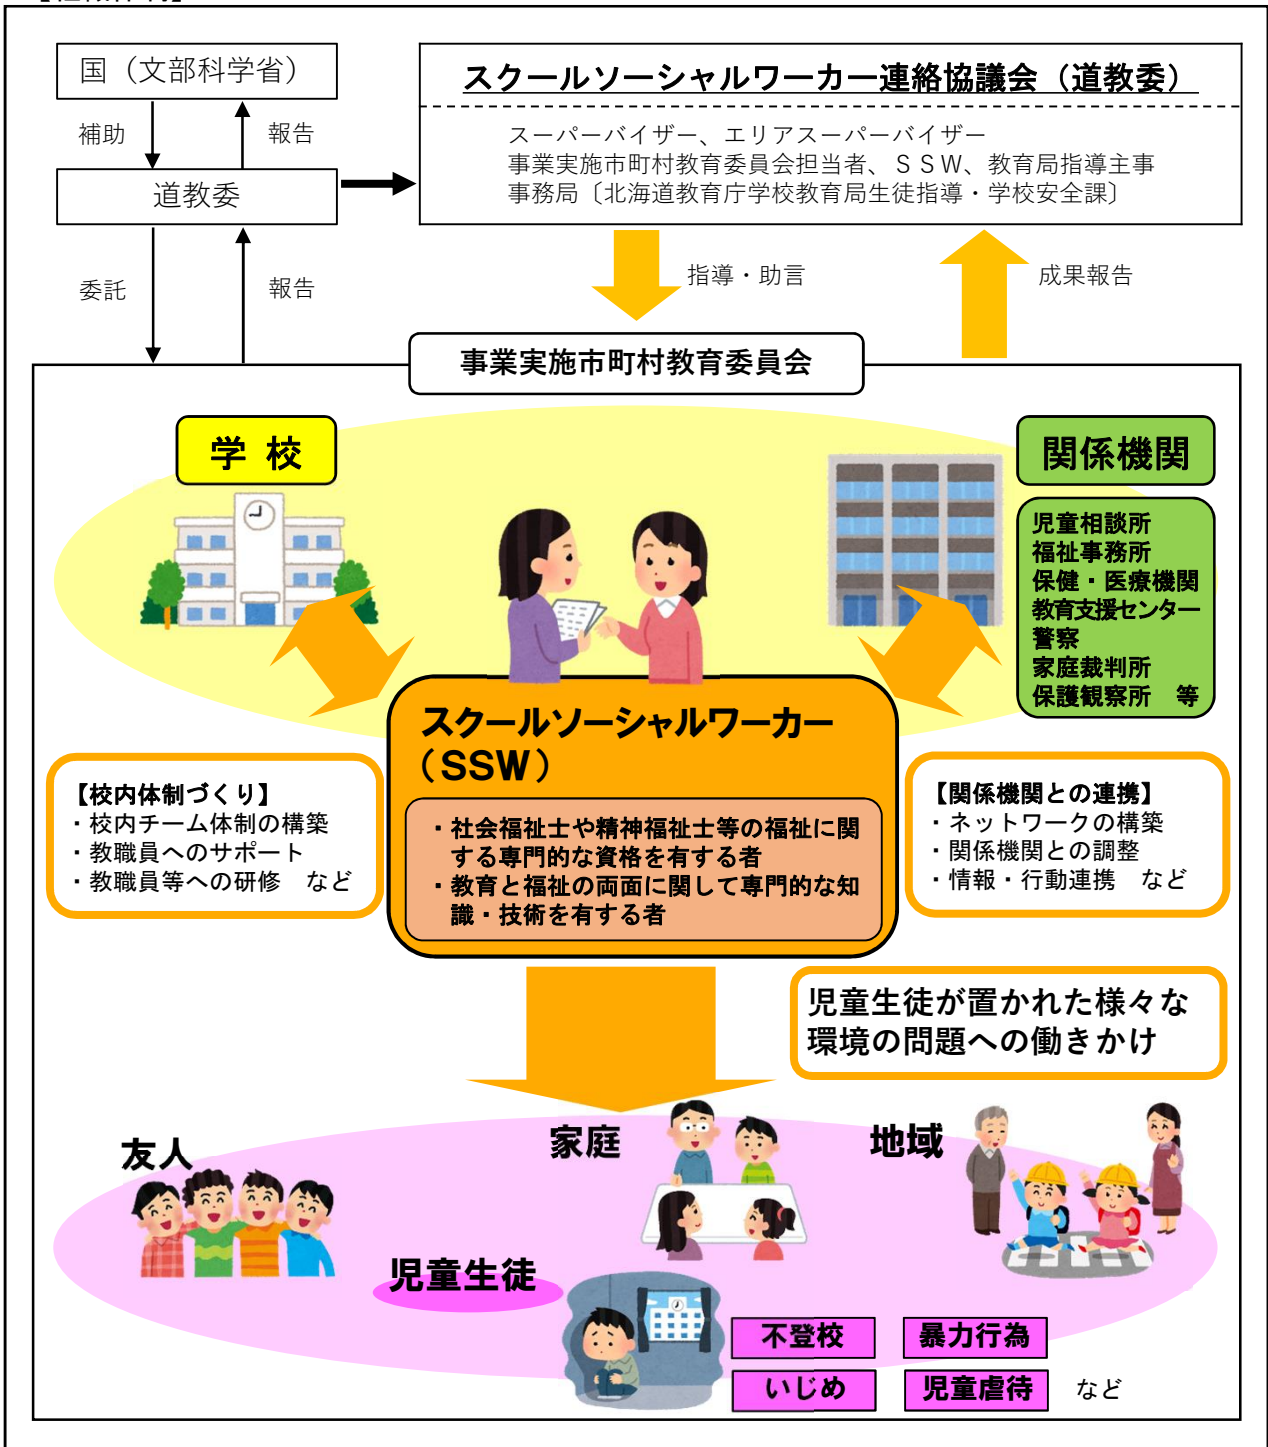 国（文部科学省）
補助
報告
道教委
委託
報告
スクールソーシャルワーカー連絡協議会（道教委）
スーパーバイザー、エリアスーパーバイザー
事業実施市町村教育委員会担当者、ＳＳＷ、教育局指導主事
事務局〔北海道教育庁学校教育局生徒指導・学校安全課〕
指導・助言
成果報告
事業実施市町村教育委員会
学 校
関係機関
児童相談所
福祉事務所
保健・医療機関
教育支援センター
警察
家庭裁判所
保護観察所　等
スクールソーシャルワーカー
（SSW）
・社会福祉士や精神福祉士等の福祉に関
する専門的な資格を有する者
・教育と福祉の両面に関して専門的な知
識・技術を有する者
【校内体制づくり】
・校内チーム体制の構築
・教職員へのサポート
・教職員等への研修　など
【関係機関との連携】
・ネットワークの構築
・関係機関との調整
・情報・行動連携　など
児童生徒が置かれた様々な
環境の問題への働きかけ
友人
家庭
地域
児童生徒
不登校
暴力行為
いじめ
児童虐待
など